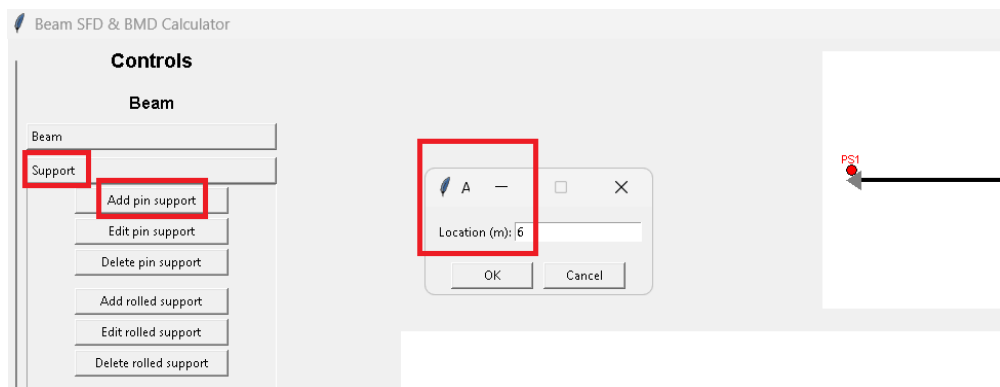 Beam SFD & BMD Calculator
Controls
Beam
Beam
Support
Add pin support
Edit pin support
Delete pin support
Add rolled support
Edit rolled support
Delete rolled support
A
Location (m): 6
OK Cancel
PS1